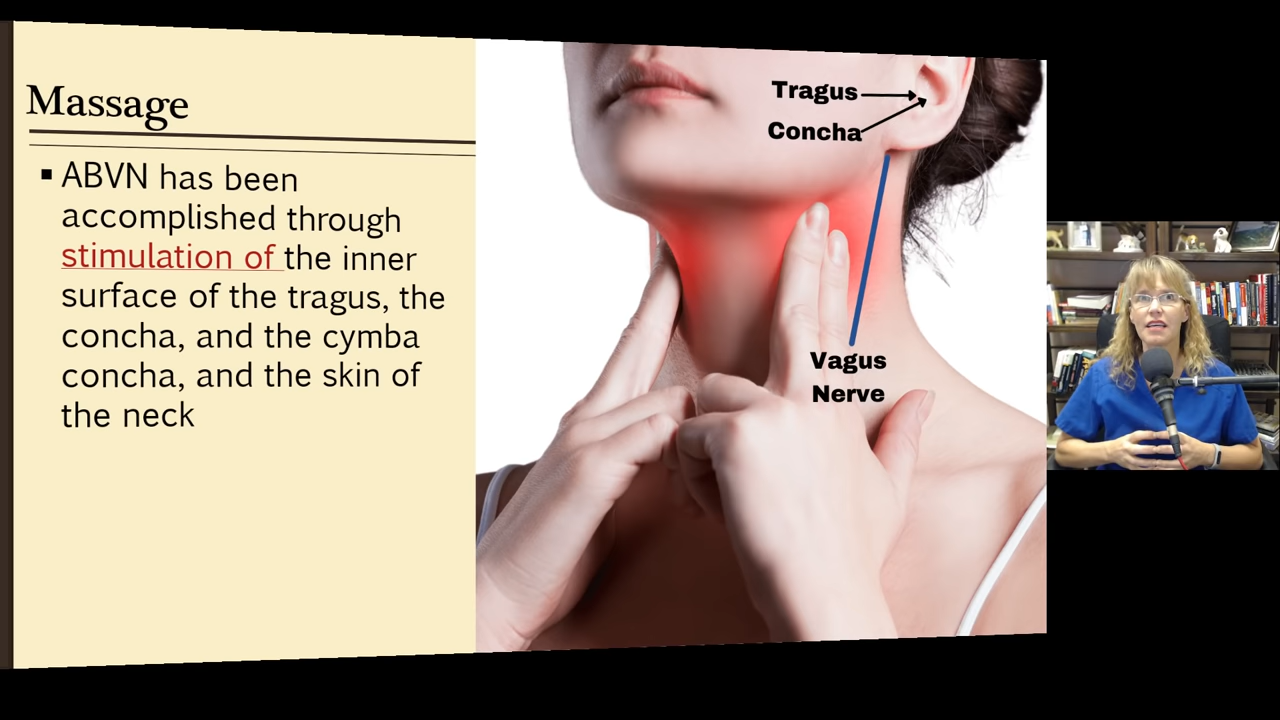 Massage
▪ ABVN has been
accomplished through
stimulation of the inner
surface of the tragus, the
concha, and the cymba
concha, and the skin of
the neck
Tragus
Concha
Vagus
Nerve